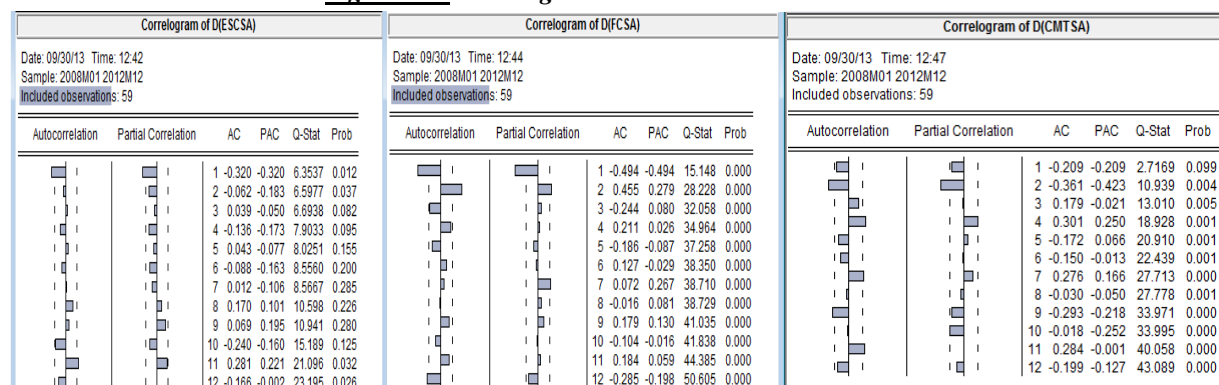 Correlogram of D(ESCSA)
Date: 09/30/13 Time: 12:42
Sample: 2008M01 2012M12
Included observations: 59
Autocorrelation Partial Correlation AC PAC Q-Stat Prob
1 -0.320 -0.320 6.3537 0.012
2 -0.062 -0.183 6.5977 0.037
3 0.039 -0.050 6.6938 0.082
4 -0.136 -0.173 7.9033 0.095
5 0.043 -0.077 8.0251 0.155
6 -0.088 -0.163 8.5560 0.200
7 0.012 -0.106 8.5667 0.285
8 0.170 0.101 10.598 0.226
9 0.069 0.195 10.941 0.280
10 -0.240 -0.160 15.189 0.125
11 0.281 0.221 21.096 0.032
12 -0.166 -0.002 23.195 0.026
Correlogram of D(FCSA)
Date: 09/30/13 Time: 12:44
Sample: 2008M01 2012M12
Included observations: 59
Autocorrelation Partial Correlation AC PAC Q-Stat Prob
1 -0.494 -0.494 15.148 0.000
2 0.455 0.279 28.228 0.000
3 -0.244 0.080 32.058 0.000
4 0.211 0.026 34.964 0.000
5 -0.186 -0.087 37.258 0.000
6 0.127 -0.029 38.350 0.000
7 0.072 0.267 38.710 0.000
8 -0.016 0.081 38.729 0.000
9 0.179 0.130 41.035 0.000
10 -0.104 -0.016 41.838 0.000
11 0.184 0.059 44.385 0.000
12 -0.285 -0.198 50.605 0.000
Correlogram of D(CMTSA)
Date: 09/30/13 Time: 12:47
Sample: 2008M01 2012M12
Included observations: 59
Autocorrelation Partial Correlation AC PAC Q-Stat Prob
1 -0.209 -0.209 2.7169 0.099
2 -0.361 -0.423 10.939 0.004
3 0.179 -0.021 13.010 0.005
4 0.301 0.250 18.928 0.001
5 -0.172 0.066 20.910 0.001
6 -0.150 -0.013 22.439 0.001
7 0.276 0.166 27.713 0.000
8 -0.030 -0.050 27.778 0.001
9 -0.293 -0.218 33.971 0.000
10 -0.018 -0.252 33.995 0.000
11 0.284 -0.001 40.058 0.000
12 -0.199 -0.127 43.089 0.000